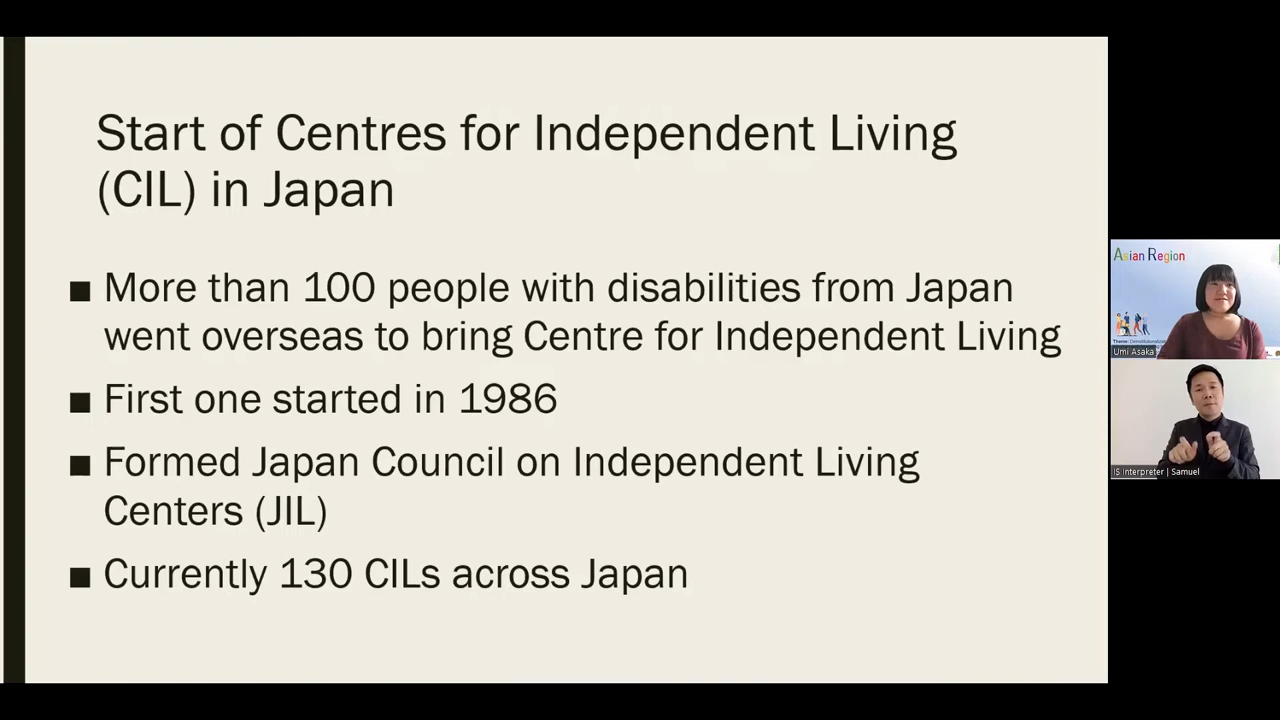 Start of Centres for Independent Living
(CIL) in Japan
■ More than 100 people with disabilities from Japan
went overseas to bring Centre for Independent Living
■ First one started in 1986
■ Formed Japan Council on Independent Living
Centers (JIL)
■ Currently 130 CILs across Japan
Asian Region
Umi Asaka
IS Interpreter | Samuel